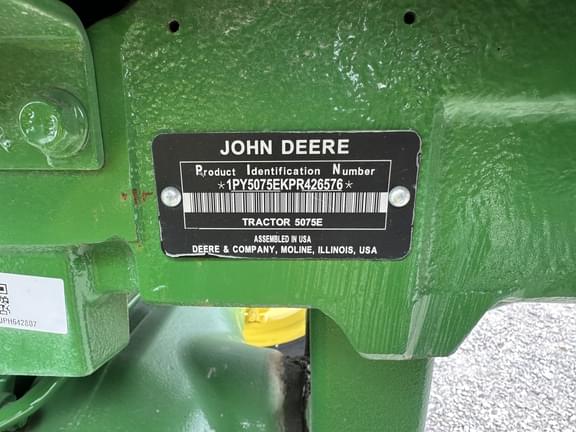 JOHN DEERE
Product Identification Number
*1PY5075EKPR426576*
TRACTOR 5075E
ASSEMBLED IN USA
DEERE & COMPANY, MOLINE, ILLINOIS, USA